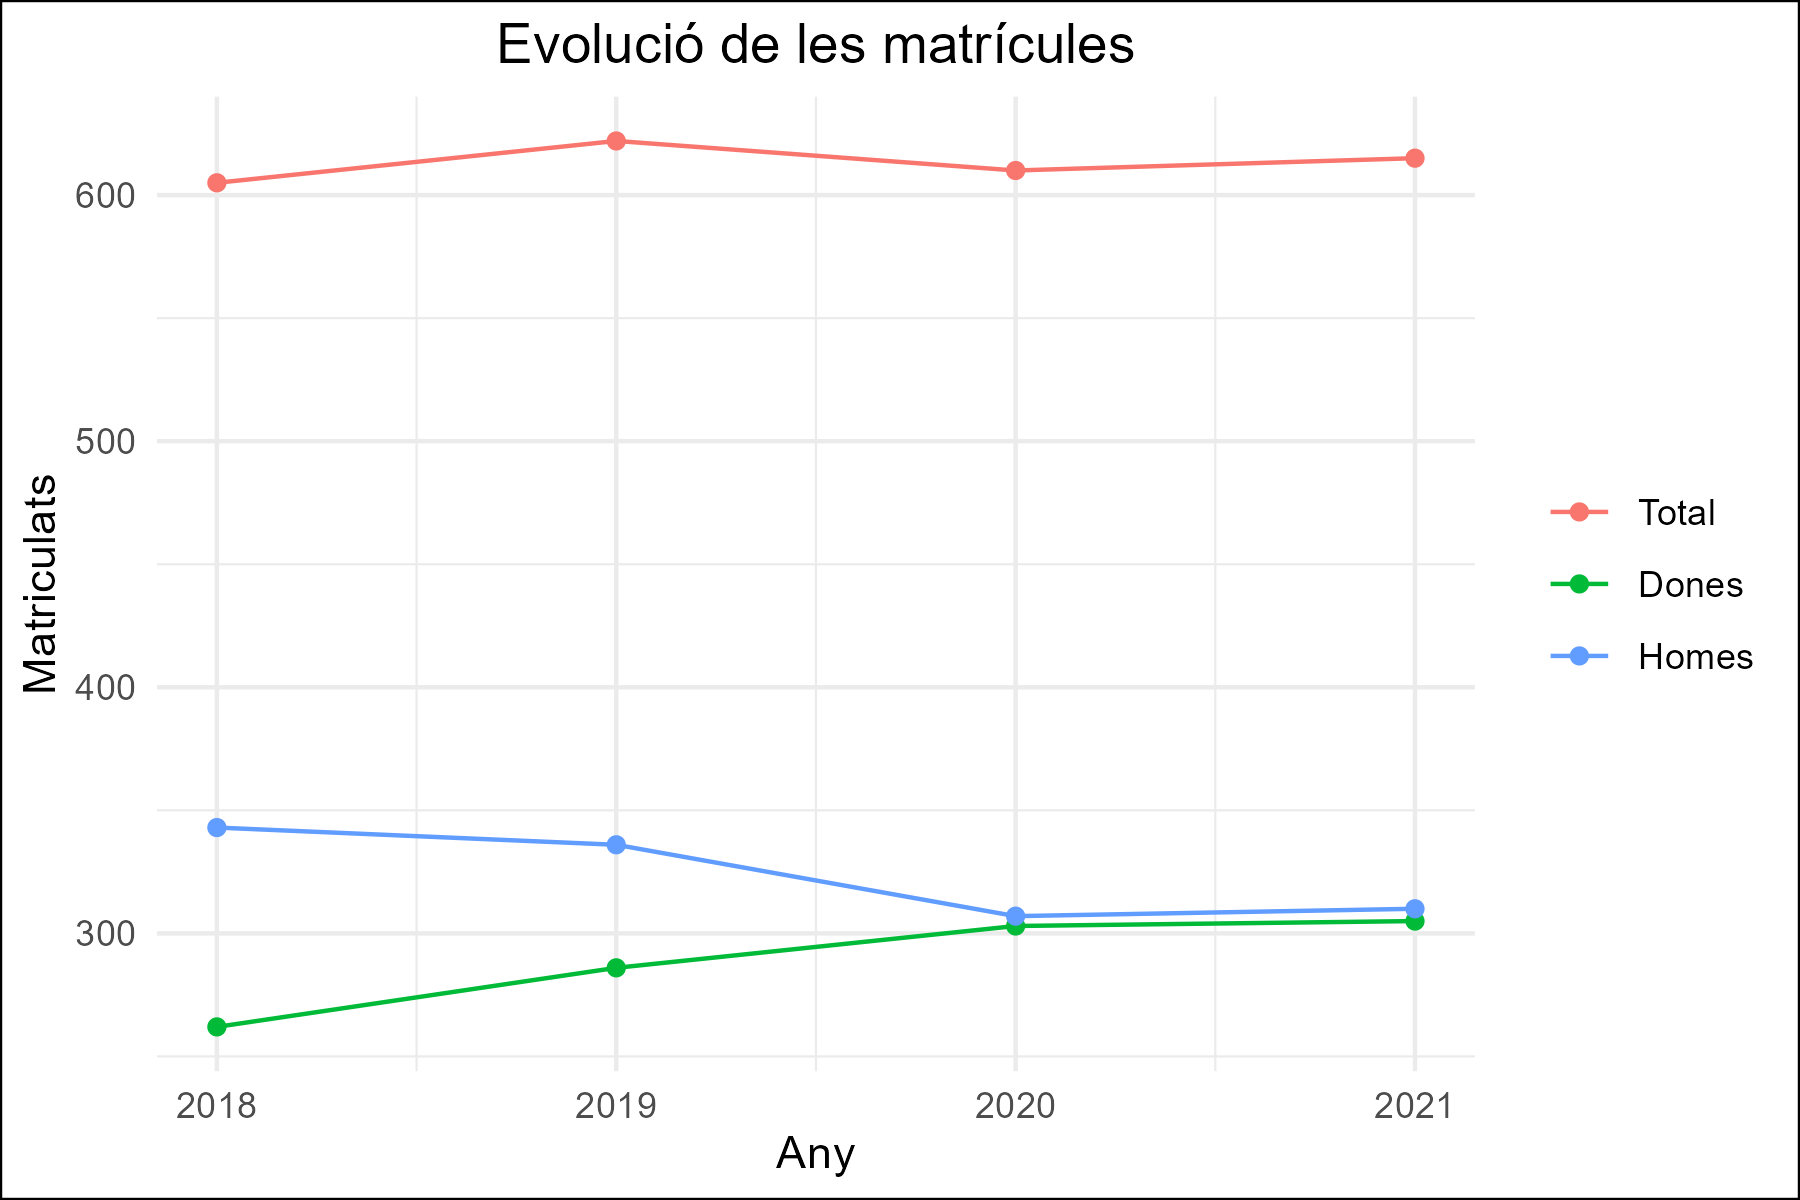 Evolució de les matrícules
600
500
400
300
Matriculats
2018
2019
2020
2021
Any
Total
Dones
Homes